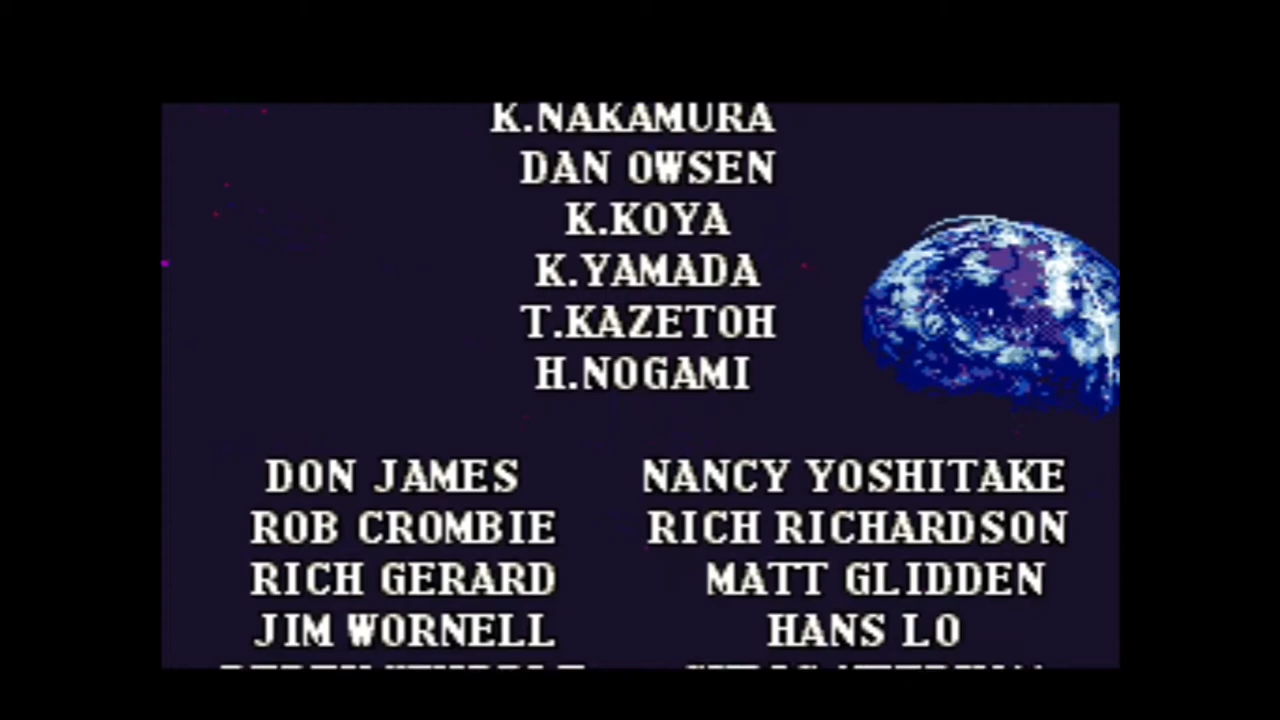 K.NAKAMURA
DAN OWSEN
K.KOYA
K.YAMADA
T.KAZETOH
H.NOGAMI
DON JAMES NANCY YOSHITAKE
ROB CROMBIE RICH RICHARDSON
RICH GERARD MATT GLIDDEN
JIM WORNELL HANS LO